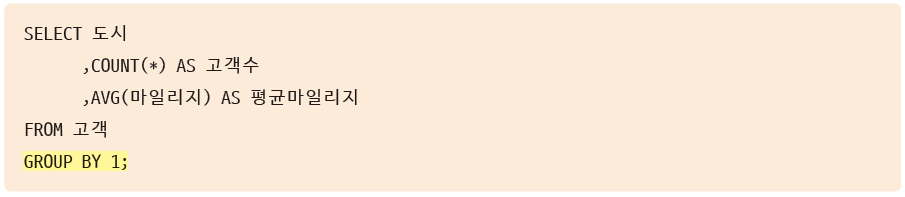 SELECT 도시
,COUNT(*) AS 고객수
,AVG(마일리지) AS 평균마일리지
FROM 고객
GROUP BY 1;